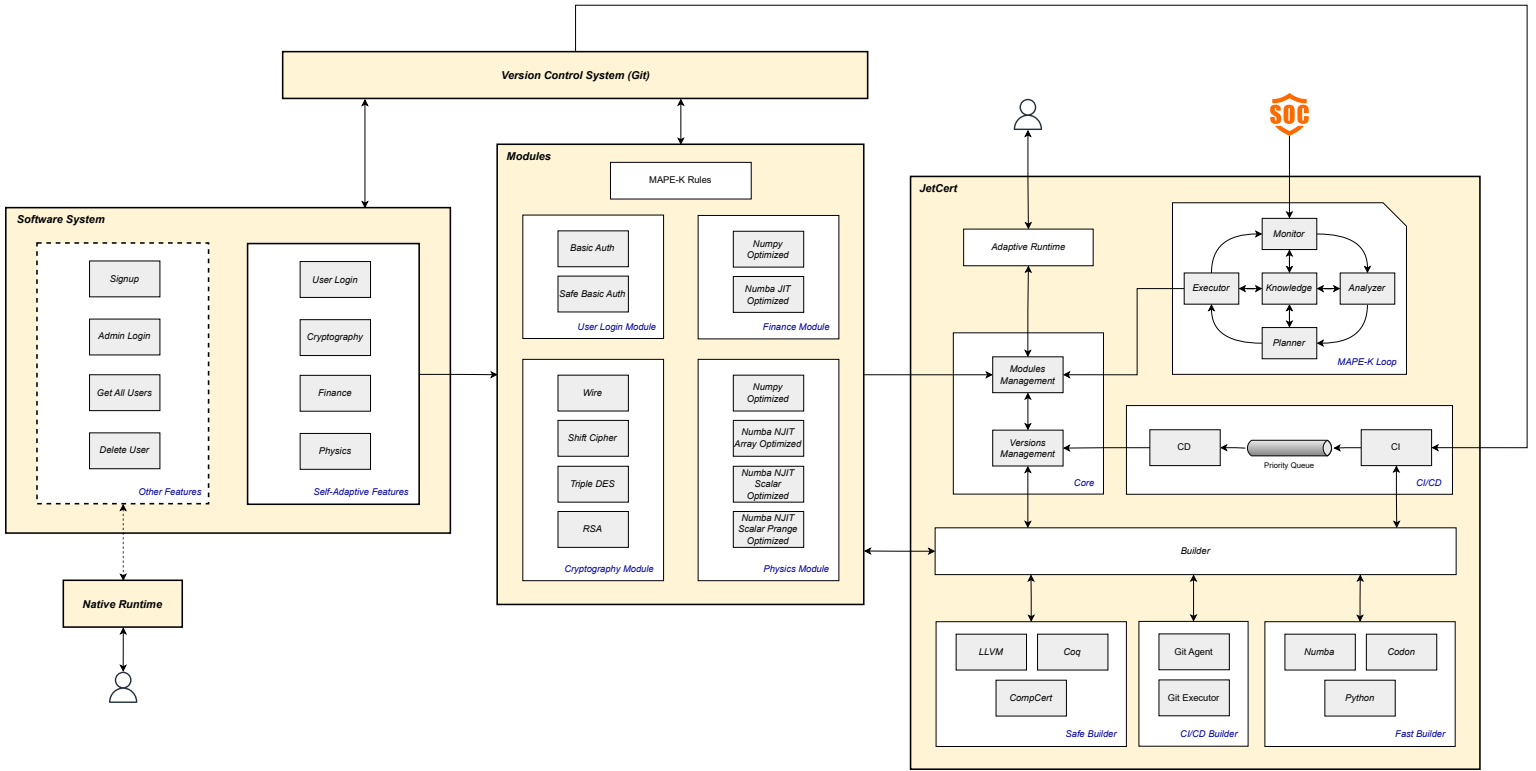 Version Control System (Git)
SOC
Modules
MAPE-K Rules
JetCert
Software System
Signup
Admin Login
Get All Users
Delete User
Other Features
User Login
Cryptography
Finance
Physics
Self-Adaptive Features
Native Runtime
Basic Auth
Safe Basic Auth
User Login Module
Numpy
Optimized
Numba JIT
Optimized
Finance Module
Wire
Shift Cipher
Triple DES
RSA
Cryptography Module
Numpy
Optimized
Numba NJIT
Array Optimized
Numba NJIT
Scalar
Optimized
Numba NJIT
Scalar Prange
Optimized
Physics Module
Adaptive Runtime
Monitor
Executor
Knowledge
Analyzer
Planner
MAPE-K Loop
Modules
Management
Versions
Management
Core
CD
Priority Queue
CI
CI/CD
Builder
LLVM
Coq
CompCert
Safe Builder
Git Agent
Git Executor
CI/CD Builder
Numba
Codon
Python
Fast Builder